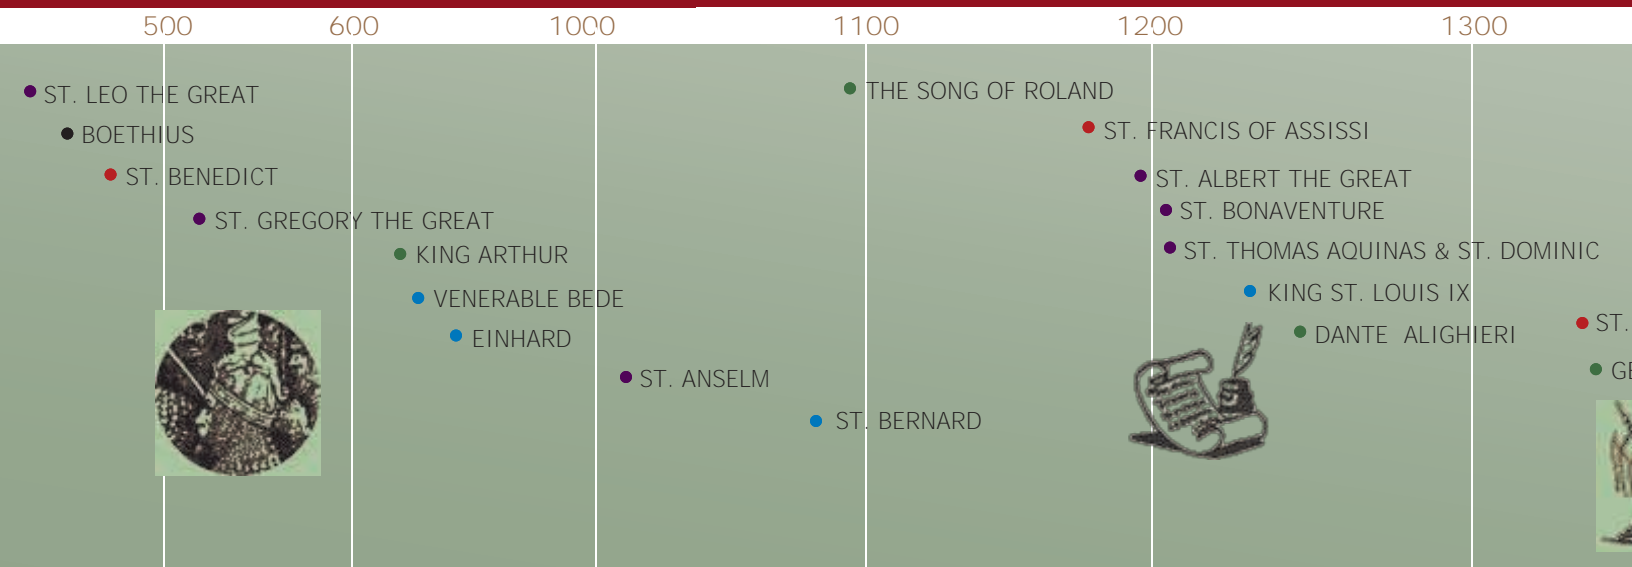 500 600 1000 1100 1200 1300
THE SONG OF ROLAND
ST. LEO THE GREAT
ST. FRANCIS OF ASSISSI
BOETHIUS
ST. BENEDICT
ST. ALBERT THE GREAT
ST. BONAVENTURE
ST. GREGORY THE GREAT
ST. THOMAS AQUINAS & ST. DOMINIC
KING ARTHUR
KING ST. LOUIS IX
VENERABLE BEDE
ST.
DANTE ALIGHIERI
EINHARD
GE
ST. ANSELM
ST. BERNARD